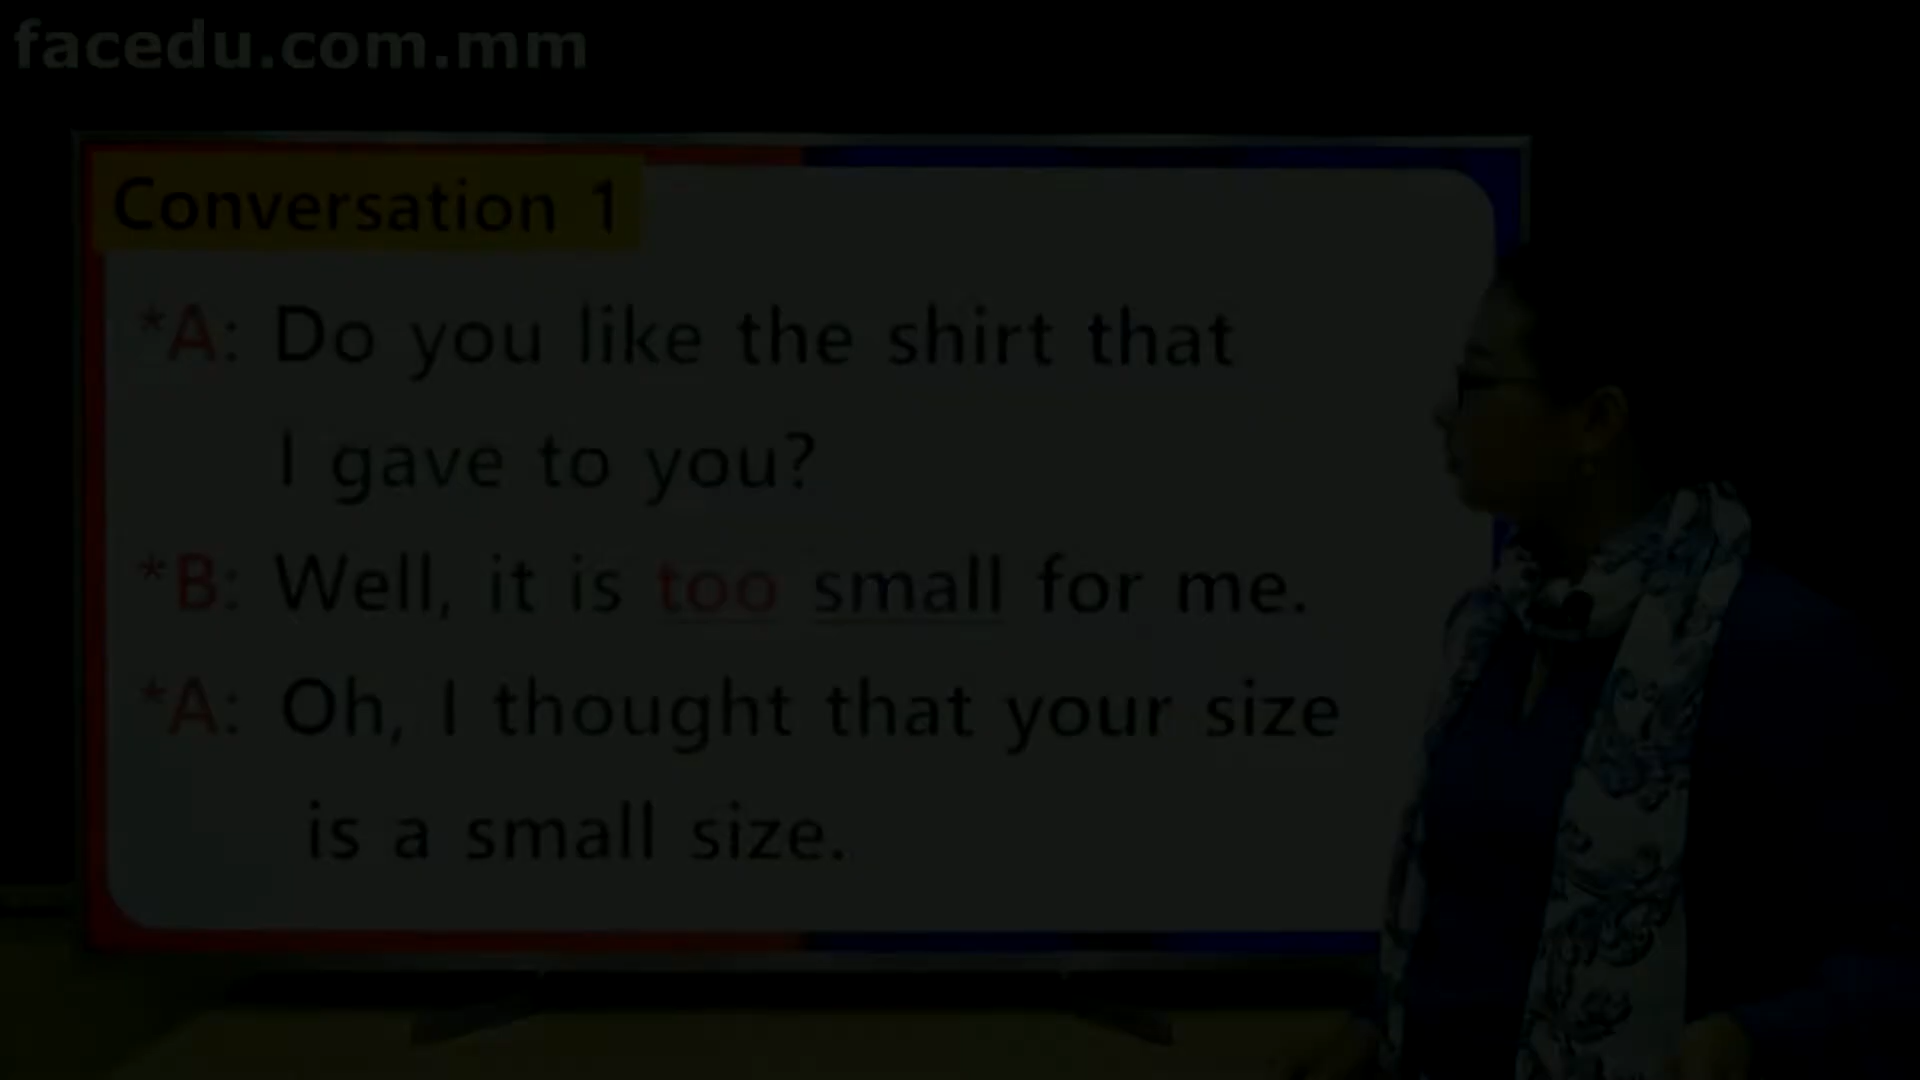 facedu.com.mm
Conversation 1
*A: Do you like the shirt that
I gave to you?
*B: Well, it is too small for me.
*A: Oh, I thought that your size
is a small size.